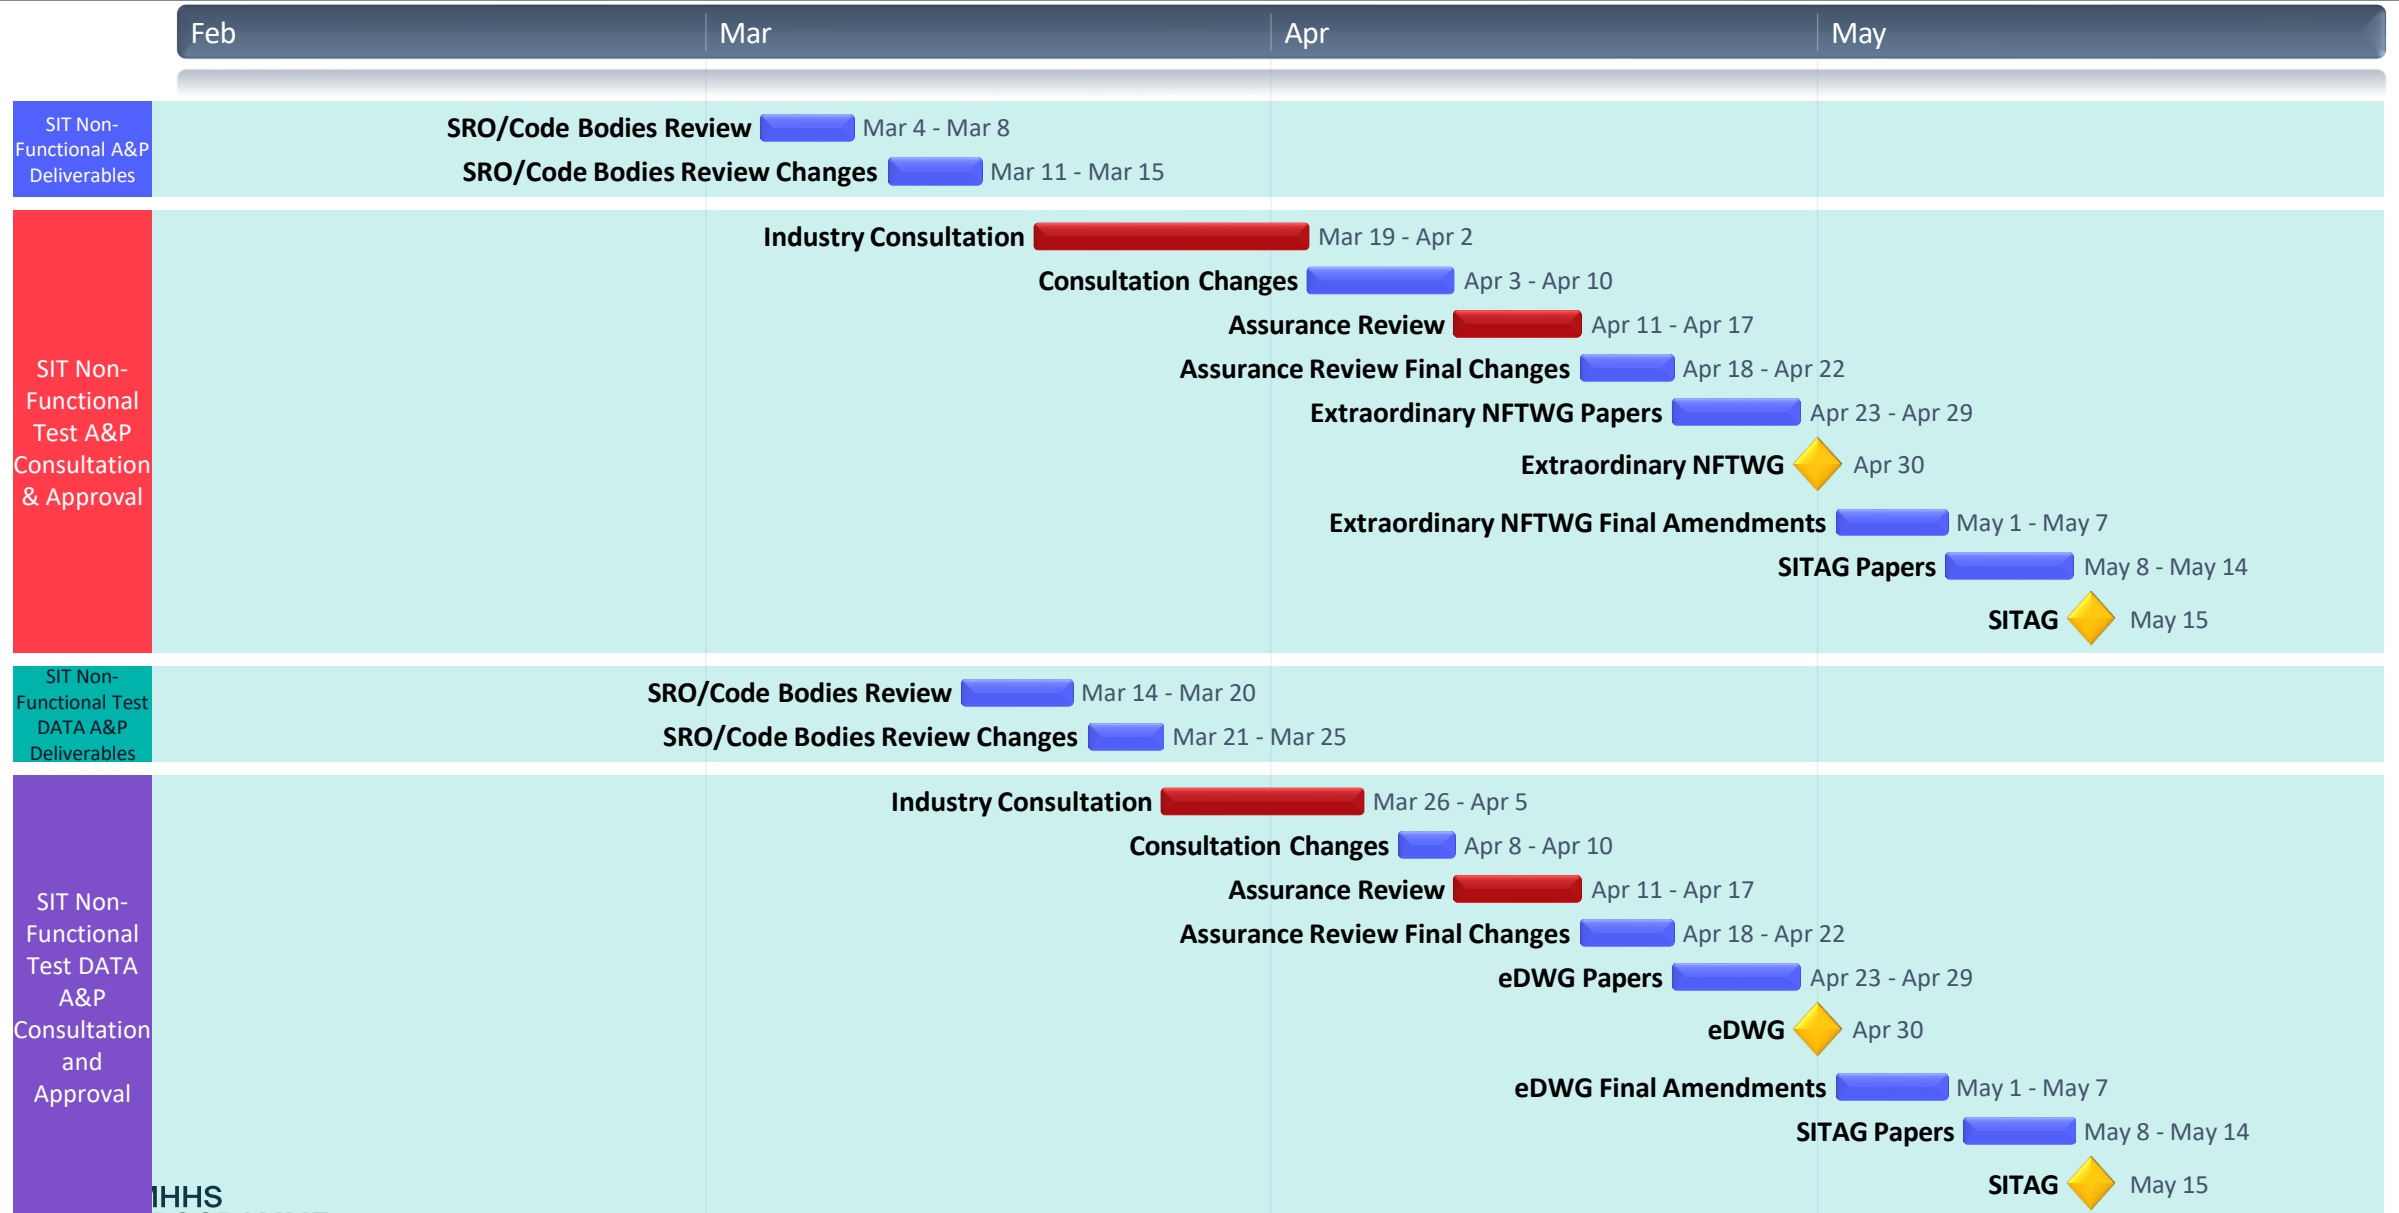 Feb Mar Apr May
SIT Non-
Functional A&P
Deliverables
SRO/Code Bodies Review Mar 4 - Mar 8
SRO/Code Bodies Review Changes Mar 11 - Mar 15
SIT Non-
Functional
Test A&P
Consultation
& Approval
Industry Consultation Mar 19 - Apr 2
Consultation Changes Apr 3 - Apr 10
Assurance Review Apr 11 - Apr 17
Assurance Review Final Changes Apr 18 - Apr 22
Extraordinary NFTWG Papers Apr 23 - Apr 29
Extraordinary NFTWG Apr 30
Extraordinary NFTWG Final Amendments May 1 - May 7
SITAG Papers May 8 - May 14
SITAG May 15
SIT Non-
Functional Test
DATA A&P
Deliverables
SRO/Code Bodies Review Mar 14 - Mar 20
SRO/Code Bodies Review Changes Mar 21 - Mar 25
SIT Non-
Functional
Test DATA
A&P
Consultation
and
Approval
Industry Consultation Mar 26 - Apr 5
Consultation Changes Apr 8 - Apr 10
Assurance Review Apr 11 - Apr 17
Assurance Review Final Changes Apr 18 - Apr 22
eDWG Papers Apr 23 - Apr 29
eDWG Apr 30
eDWG Final Amendments May 1 - May 7
SITAG Papers May 8 - May 14
SITAG May 15